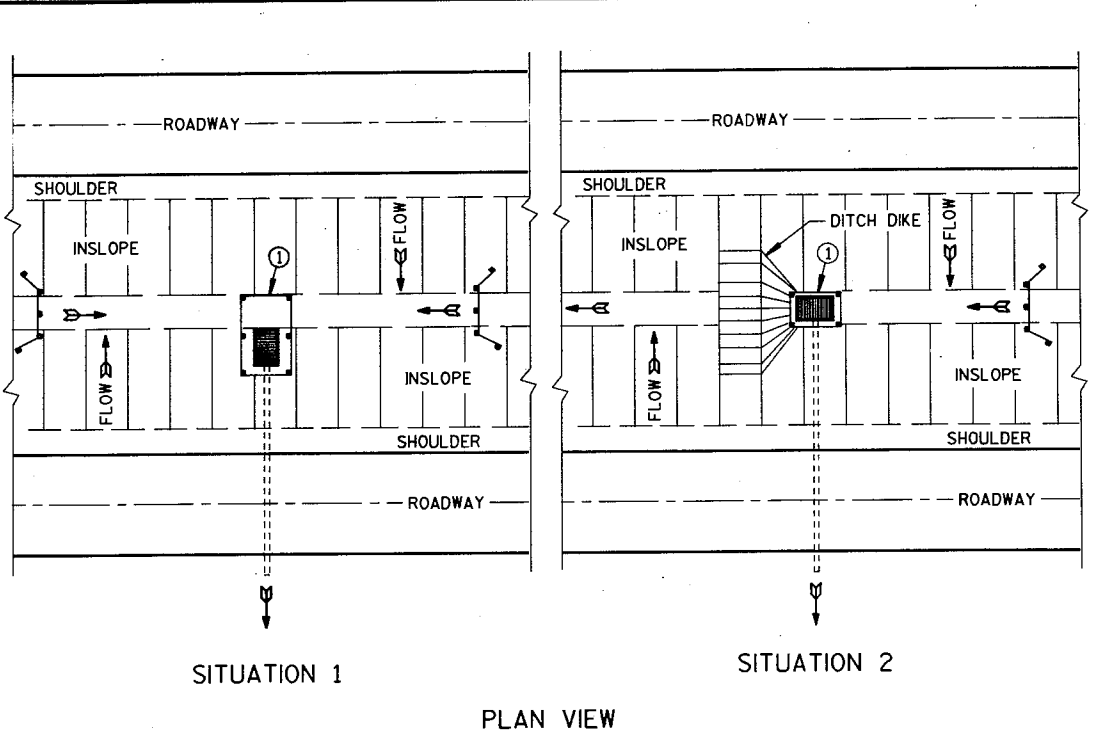 ROADWAY
SHOULDER
INSLOPE
FLOW
1
FLOW
INSLOPE
SHOULDER
ROADWAY
SITUATION 1
ROADWAY
SHOULDER
INSLOPE
DITCH DIKE
FLOW
1
FLOW
INSLOPE
SHOULDER
ROADWAY
SITUATION 2
PLAN VIEW